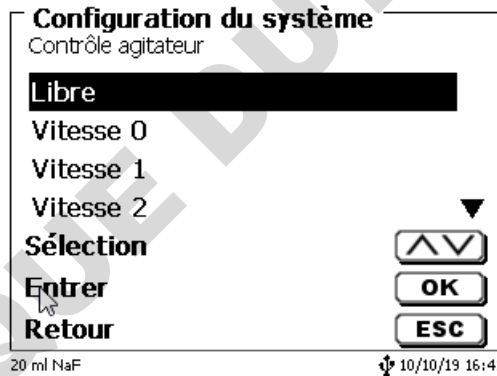 Configuration du système
Contrôle agitateur
Libre
Vitesse 0
Vitesse 1
Vitesse 2
Sélection
Entrer OK
Retour ESC
20 ml NaF 10/10/19 16:4